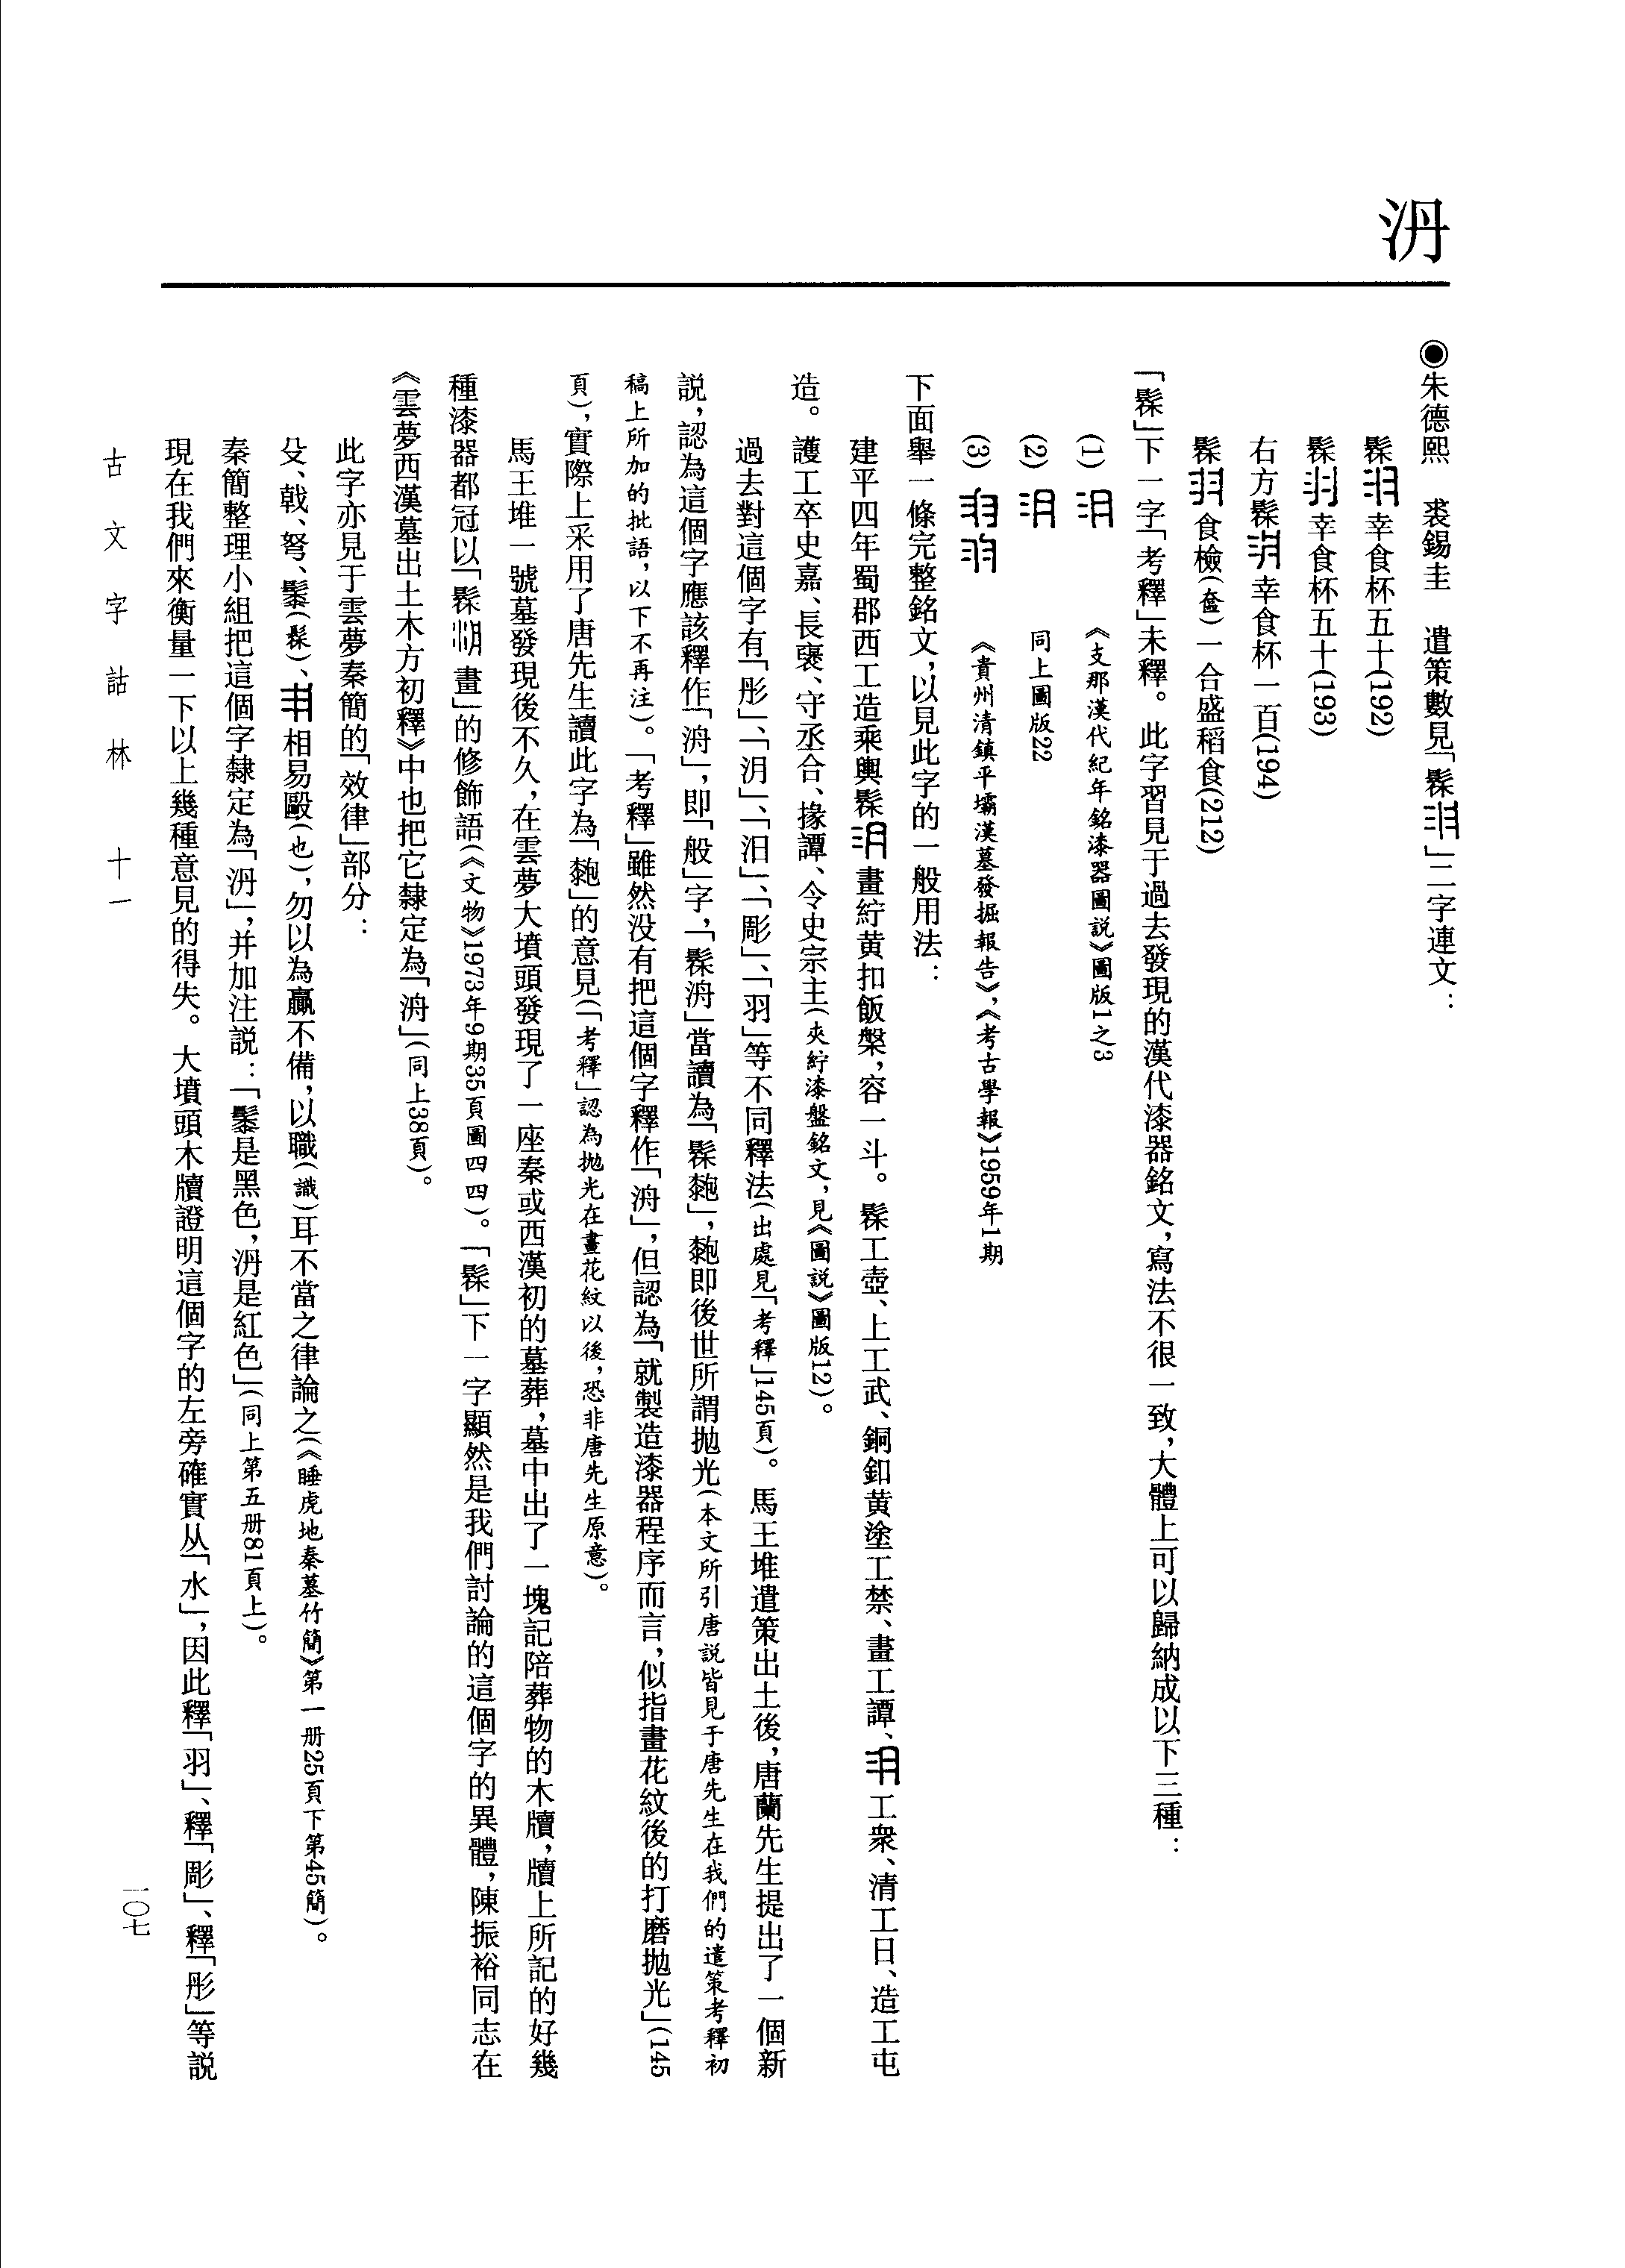 汧
◉朱德熙　裘錫圭　遣策數見「髹」二字連文：
髹幸食杯五十(192)
髹幸食杯五十(193)
右方髹幸食杯一百(194)
髹食檢(奩)一合盛稻食(212)
「髹」下一字「考釋」未釋。此字習見于過去發現的漢代漆器銘文，寫法不很一致，大體上可以歸納成以下三種：
(1)　《支那漢代紀年銘漆器圖説》圖版1之3
(2)　同上圖版22
(3)　《貴州清鎮平壩漢墓發掘報告》，《考古學報》1959年1期
下面舉一條完整銘文，以見此字的一般用法：
建平四年蜀郡西工造乘輿髹畫紵黄釦飯槃，容一斗。髹工壺、上工武、銅釦黄塗工禁、畫工譚、工衆、清工日、造工屯
造。護工卒史嘉、長襃、守丞合、掾譚、令史宗主(夾紵漆盤銘文，見《圖説》圖版12)。
過去對這個字有「彤」、「汈」、「汨」、「彫」、「羽」等不同釋法(出處見「考釋」145頁)。馬王堆遣策出土後，唐蘭先生提出了一個新
説，認為這個字應該釋作「洀」，即「般」字，「髹洀」當讀為「髹䵽」，䵽即後世所謂抛光(本文所引唐説皆見于唐先生在我們的遣策考釋初
稿上所加的批語，以下不再注)。「考釋」雖然没有把這個字釋作「洀」，但認為「就製造漆器程序而言，似指畫花紋後的打磨抛光」(145
頁)，實際上采用了唐先生讀此字為「䵽」的意見(「考釋」認為抛光在畫花紋以後，恐非唐先生原意)。
馬王堆一號墓發現後不久，在雲夢大墳頭發現了一座秦或西漢初的墓葬，墓中出了一塊記陪葬物的木牘，牘上所記的好幾
種漆器都冠以「髹畫」的修飾語(《文物》1973年9期35頁圖四四)。「髹」下一字顯然是我們討論的這個字的異體，陳振裕同志在
《雲夢西漢墓出土木方初釋》中也把它隸定為「洀」(同上38頁)。
此字亦見于雲夢秦簡的「效律」部分：
殳、戟、弩、䰍(髹)、相易殹(也)，勿以為贏不備，以職(識)耳不當之律論之(《睡虎地秦墓竹簡》第一册25頁下第45簡)。
秦簡整理小組把這個字隸定為「㳉」，并加注説：「䰍是黑色，㳉是紅色」(同上第五册81頁上)。
現在我們來衡量一下以上幾種意見的得失。大墳頭木牘證明這個字的左旁確實从「水」，因此釋「羽」、釋「彫」、釋「彤」等説
古文字詁林　十一
一〇七